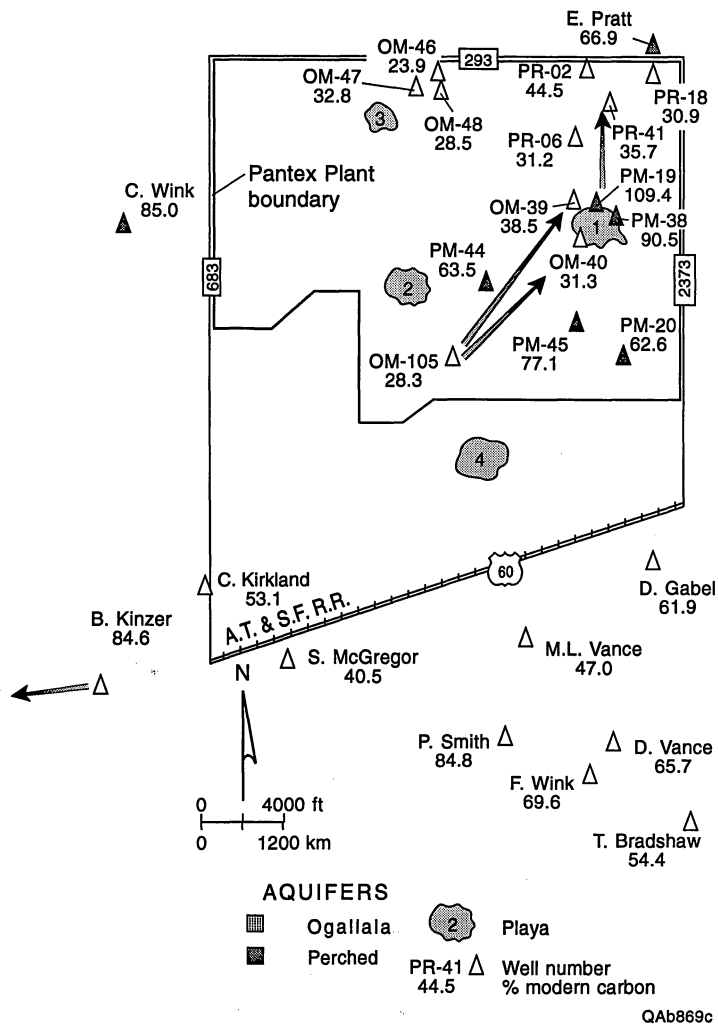 E. Pratt
66.9
OM-46
23.9
293
PR-02
44.5
OM-47
32.8
PR-18
30.9
3
OM-48
28.5
PR-06
31.2
PR-41
35.7
Pantex Plant
boundary
C. Wink
85.0
PM-19
109.4
OM-39
38.5
1
PM-38
90.5
PM-44
63.5
OM-40
31.3
683
2
2373
PM-45
77.1
PM-20
62.6
OM-105
28.3
4
60
C. Kirkland
53.1
D. Gabel
61.9
B. Kinzer
84.6
A.T. & S.F. R.R.
M.L. Vance
47.0
S. McGregor
40.5
N
P. Smith
84.8
D. Vance
65.7
F. Wink
69.6
0 4000 ft
0 1200 km
T. Bradshaw
54.4
AQUIFERS
Ogallala
2
Playa
Perched
PR-41
44.5
Well number
% modern carbon
QAb869c